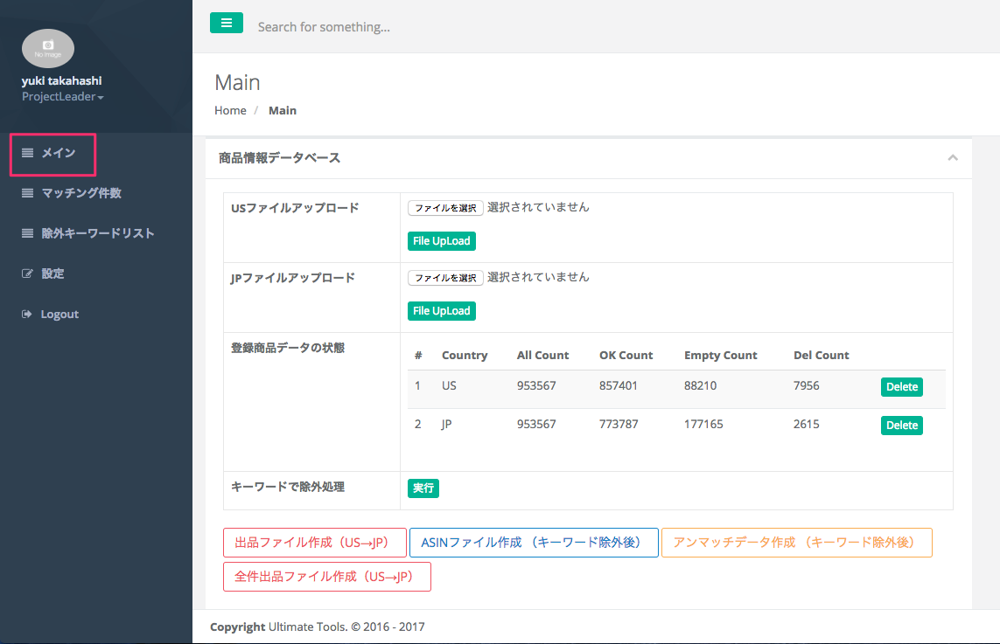 No Image
yuki takahashi
ProjectLeader
メイン
マッチング件数
除外キーワードリスト
設定
Logout
Search for something...
Main
Home / Main
商品情報データベース
USファイルアップロード
ファイルを選択 選択されていません
File UpLoad
JPファイルアップロード
ファイルを選択 選択されていません
File UpLoad
登録商品データの状態
# Country All Count OK Count Empty Count Del Count
1 US 953567 857401 88210 7956 Delete
2 JP 953567 773787 177165 2615 Delete
キーワードで除外処理
実行
出品ファイル作成（US→JP） ASINファイル作成 （キーワード除外後） アンマッチデータ作成 （キーワード除外後）
全件出品ファイル作成（US→JP）
Copyright Ultimate Tools. © 2016 - 2017